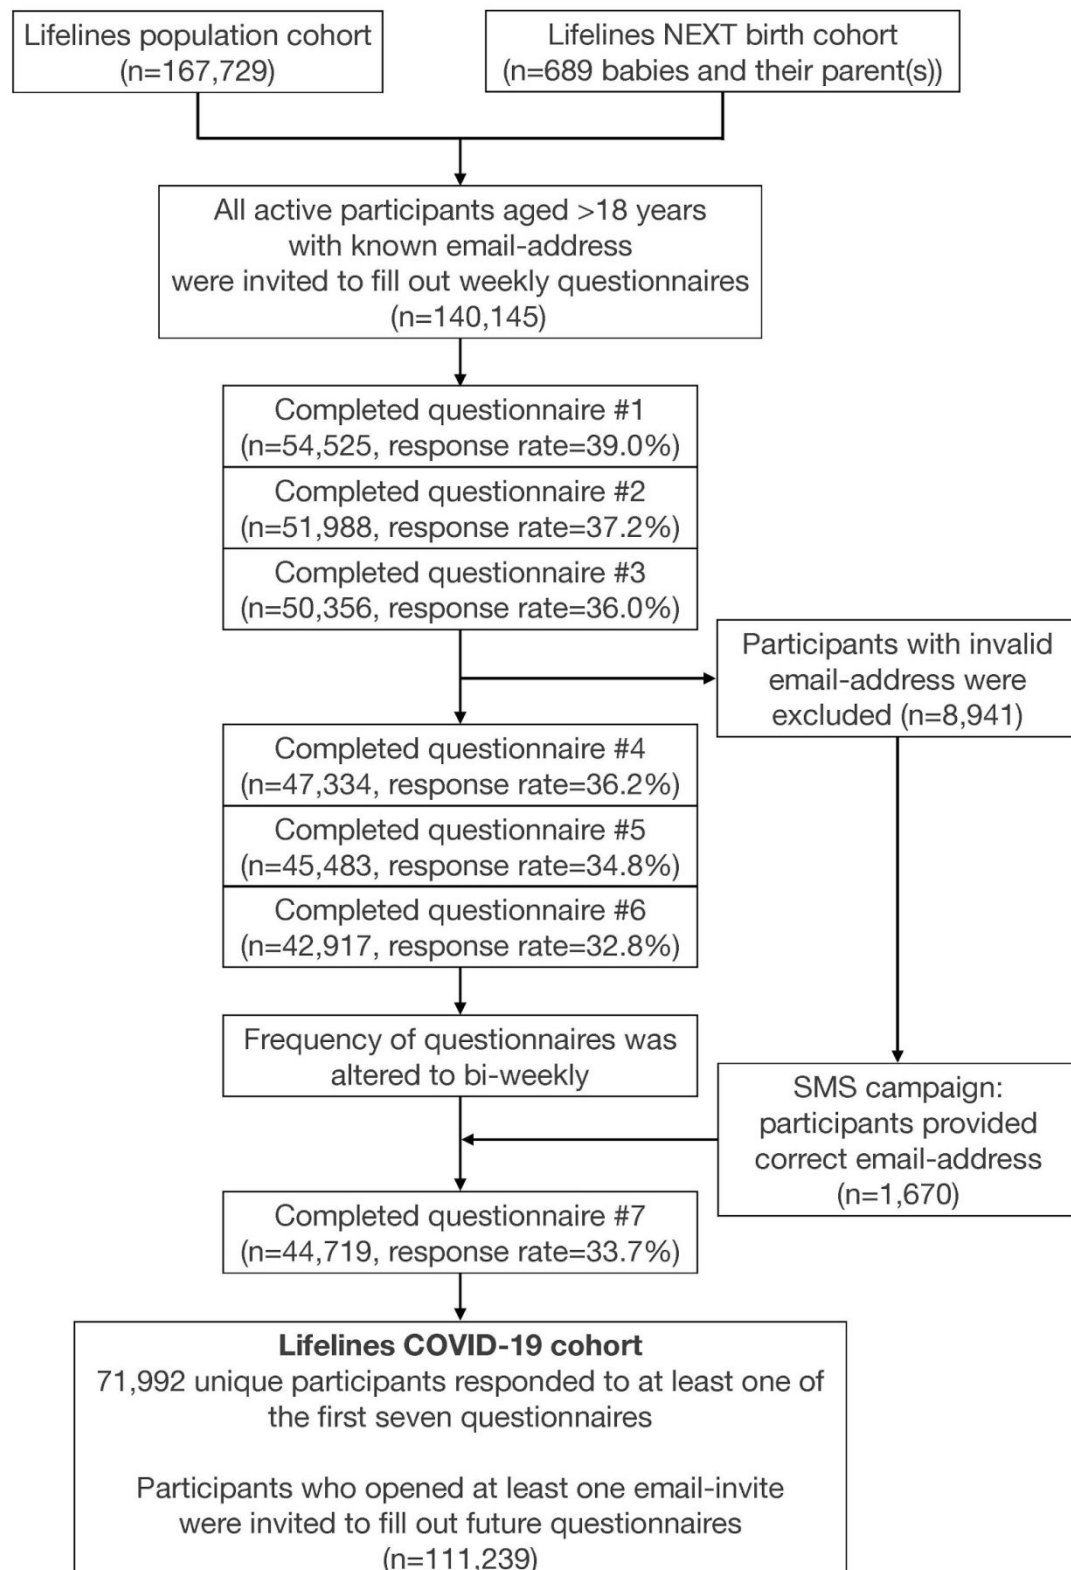 Lifelines population cohort
(n=167,729)
Lifelines NEXT birth cohort
(n=689 babies and their parent(s))
All active participants aged >18 years
with known email-address
were invited to fill out weekly questionnaires
(n=140,145)
Completed questionnaire #1
(n=54,525, response rate=39.0%)
Completed questionnaire #2
(n=51,988, response rate=37.2%)
Completed questionnaire #3
(n=50,356, response rate=36.0%)
Participants with invalid
email-address were
excluded (n=8,941)
Completed questionnaire #4
(n=47,334, response rate=36.2%)
Completed questionnaire #5
(n=45,483, response rate=34.8%)
Completed questionnaire #6
(n=42,917, response rate=32.8%)
Frequency of questionnaires was
altered to bi-weekly
SMS campaign:
participants provided
correct email-address
(n=1,670)
Completed questionnaire #7
(n=44,719, response rate=33.7%)
Lifelines COVID-19 cohort
71,992 unique participants responded to at least one of
the first seven questionnaires
Participants who opened at least one email-invite
were invited to fill out future questionnaires
(n=111,239)